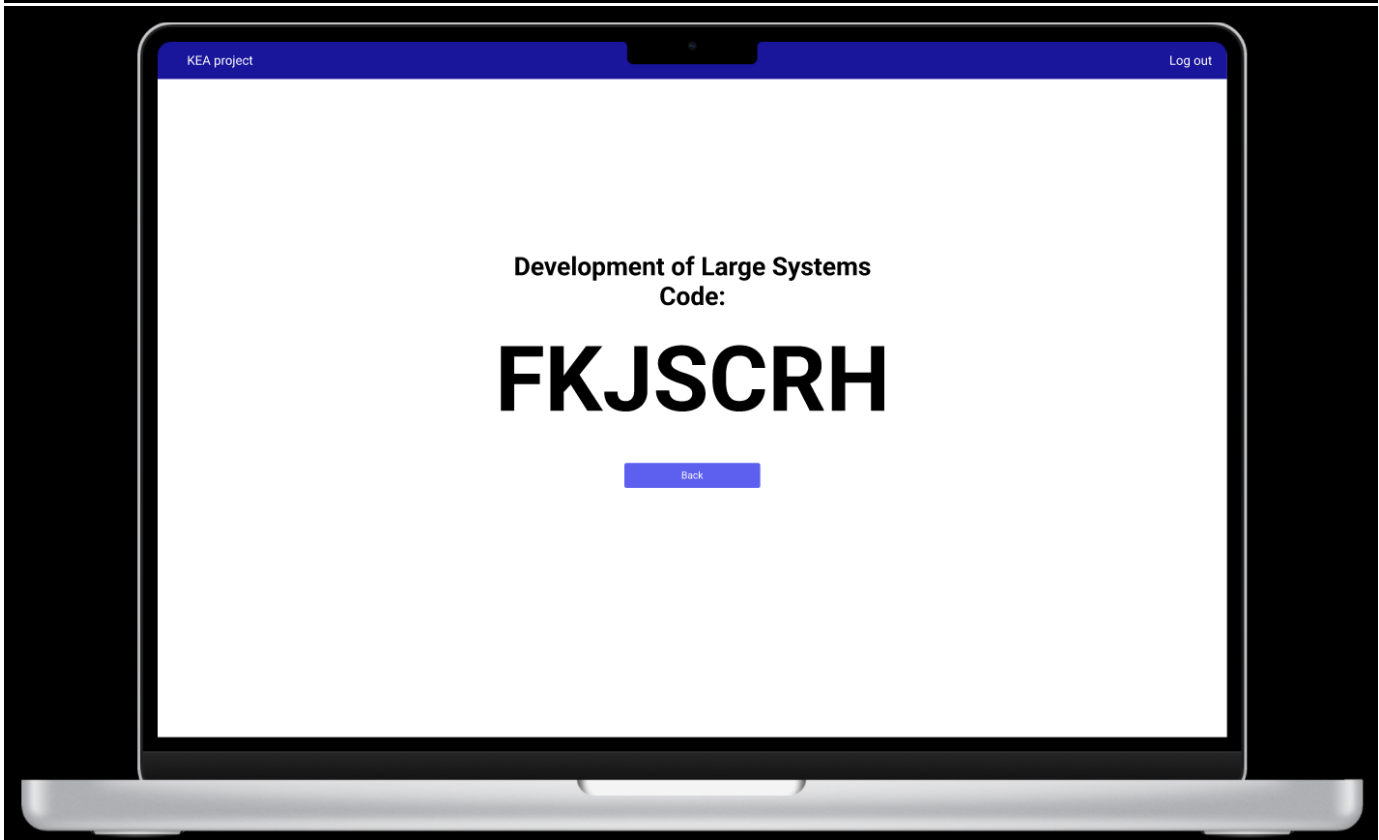 KEA project
Log out
Development of Large Systems
Code:
FKJSCRH
Back